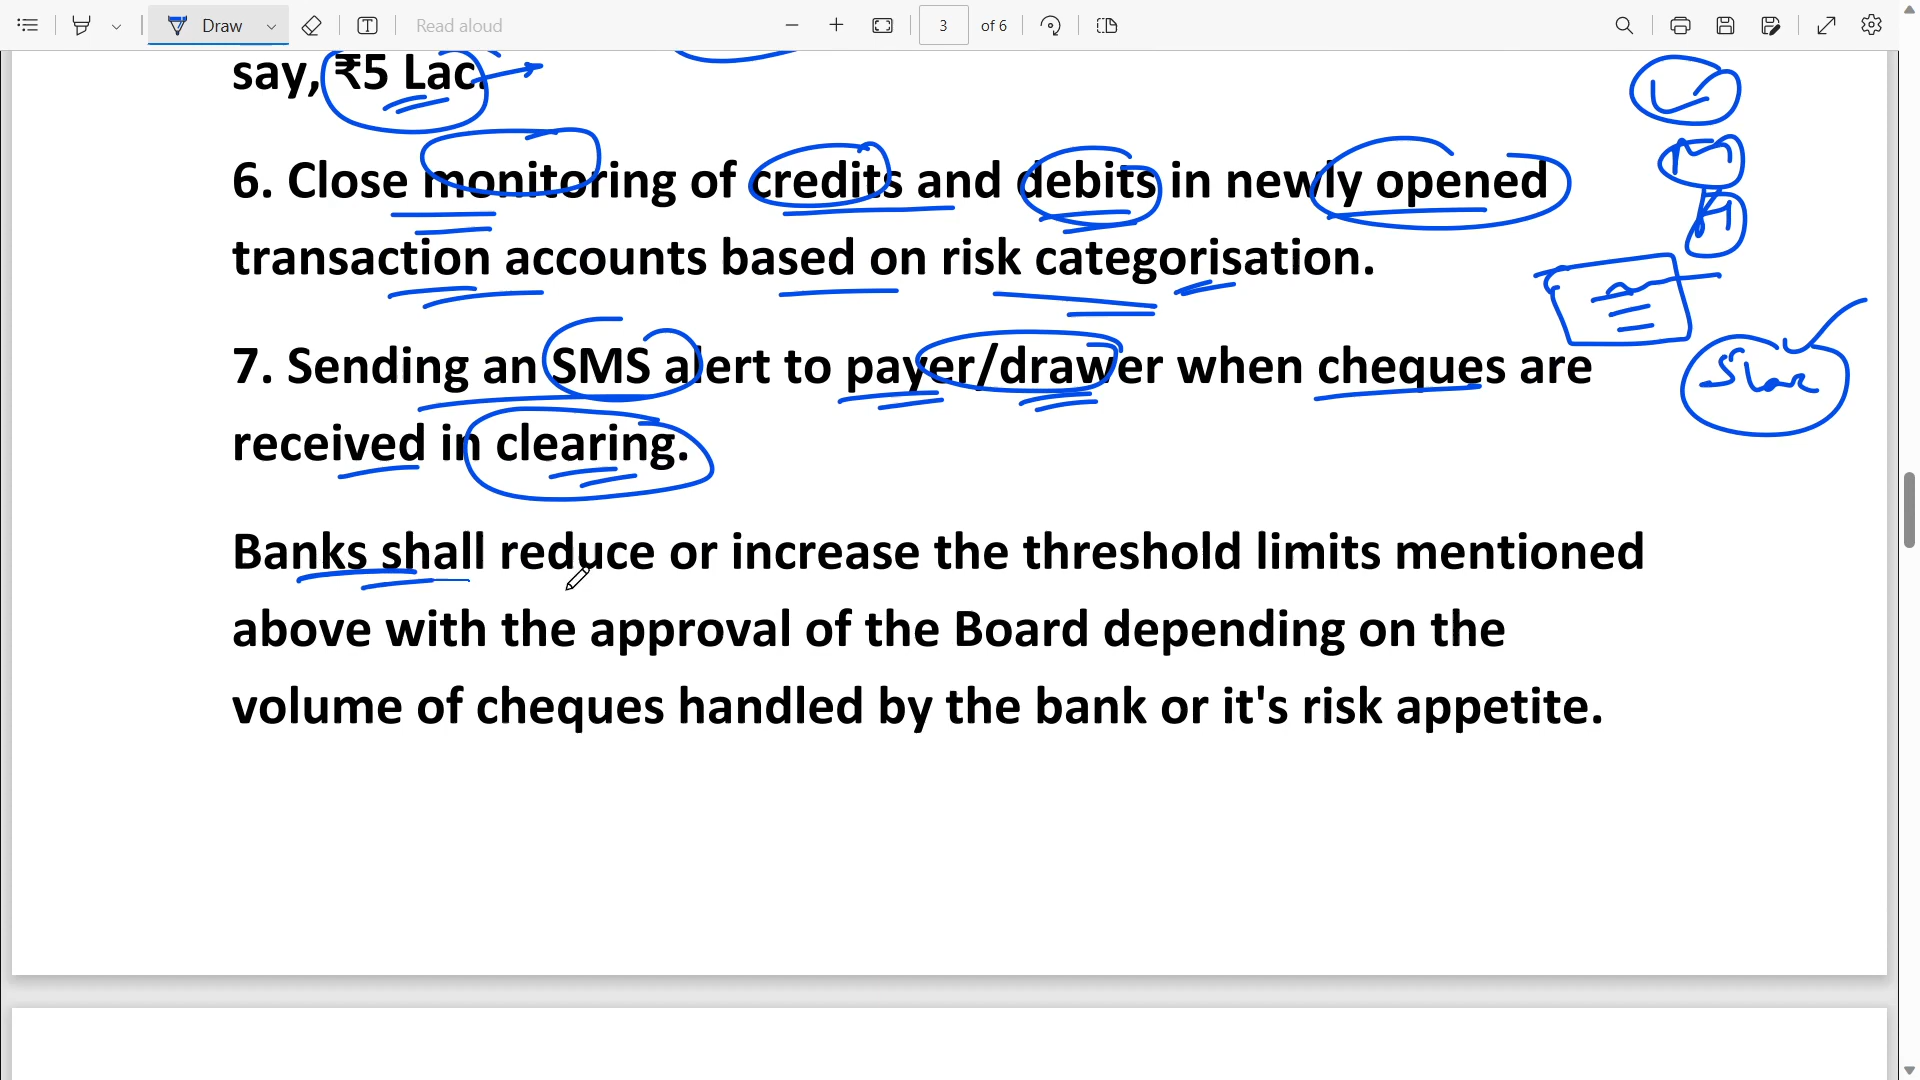 Draw
Read aloud
3 of 6
say, ₹5 Lac.
L
6. Close monitoring of credits and debits in newly opened
M
H
transaction accounts based on risk categorisation.
7. Sending an SMS alert to payer/drawer when cheques are
5 Lac
received in clearing.
Banks shall reduce or increase the threshold limits mentioned
above with the approval of the Board depending on the
volume of cheques handled by the bank or it's risk appetite.